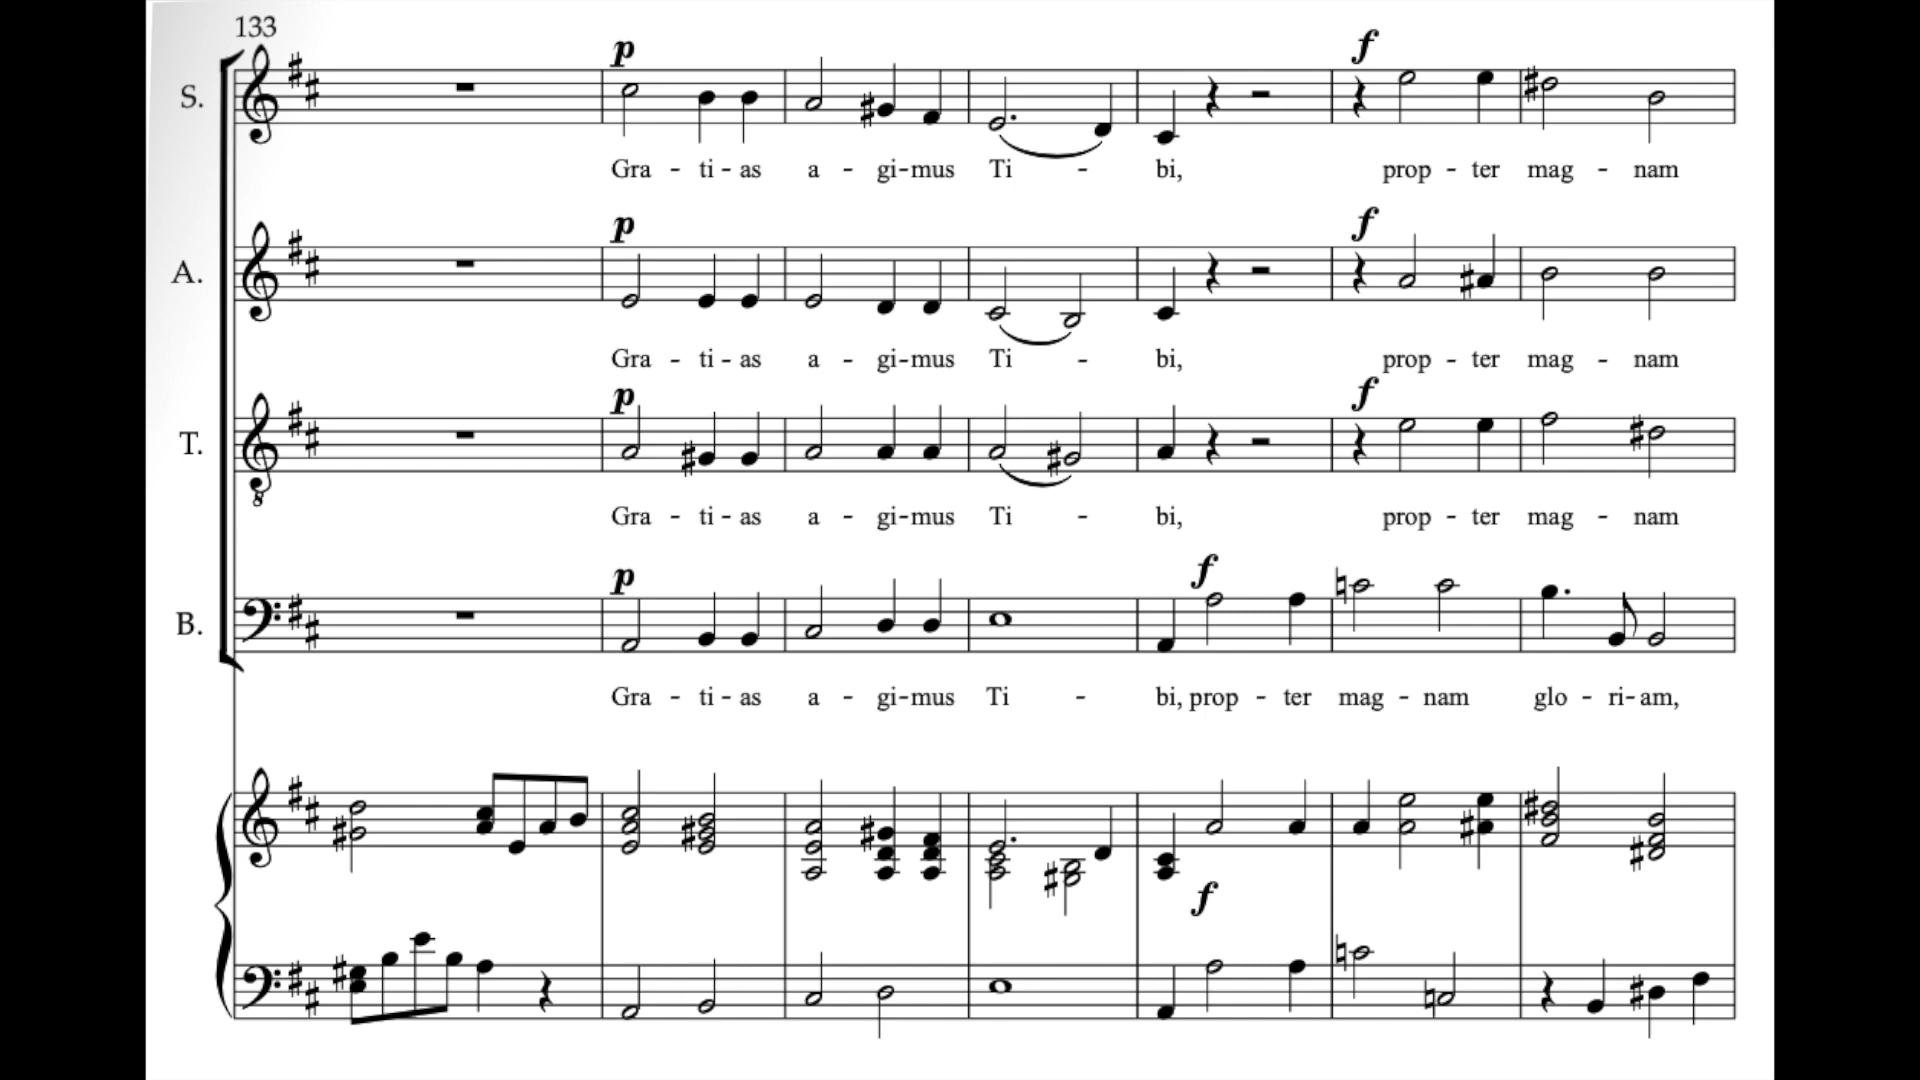 133
p f
S.
Gra - ti - as a - gi-mus Ti - bi, prop - ter mag - nam
p f
A.
Gra - ti - as a - gi-mus Ti - bi, prop - ter mag - nam
p f
T.
8
Gra - ti - as a - gi-mus Ti - bi, prop - ter mag - nam
p f
B.
Gra - ti - as a - gi-mus Ti - bi, prop - ter mag - nam glo - ri- am,
f